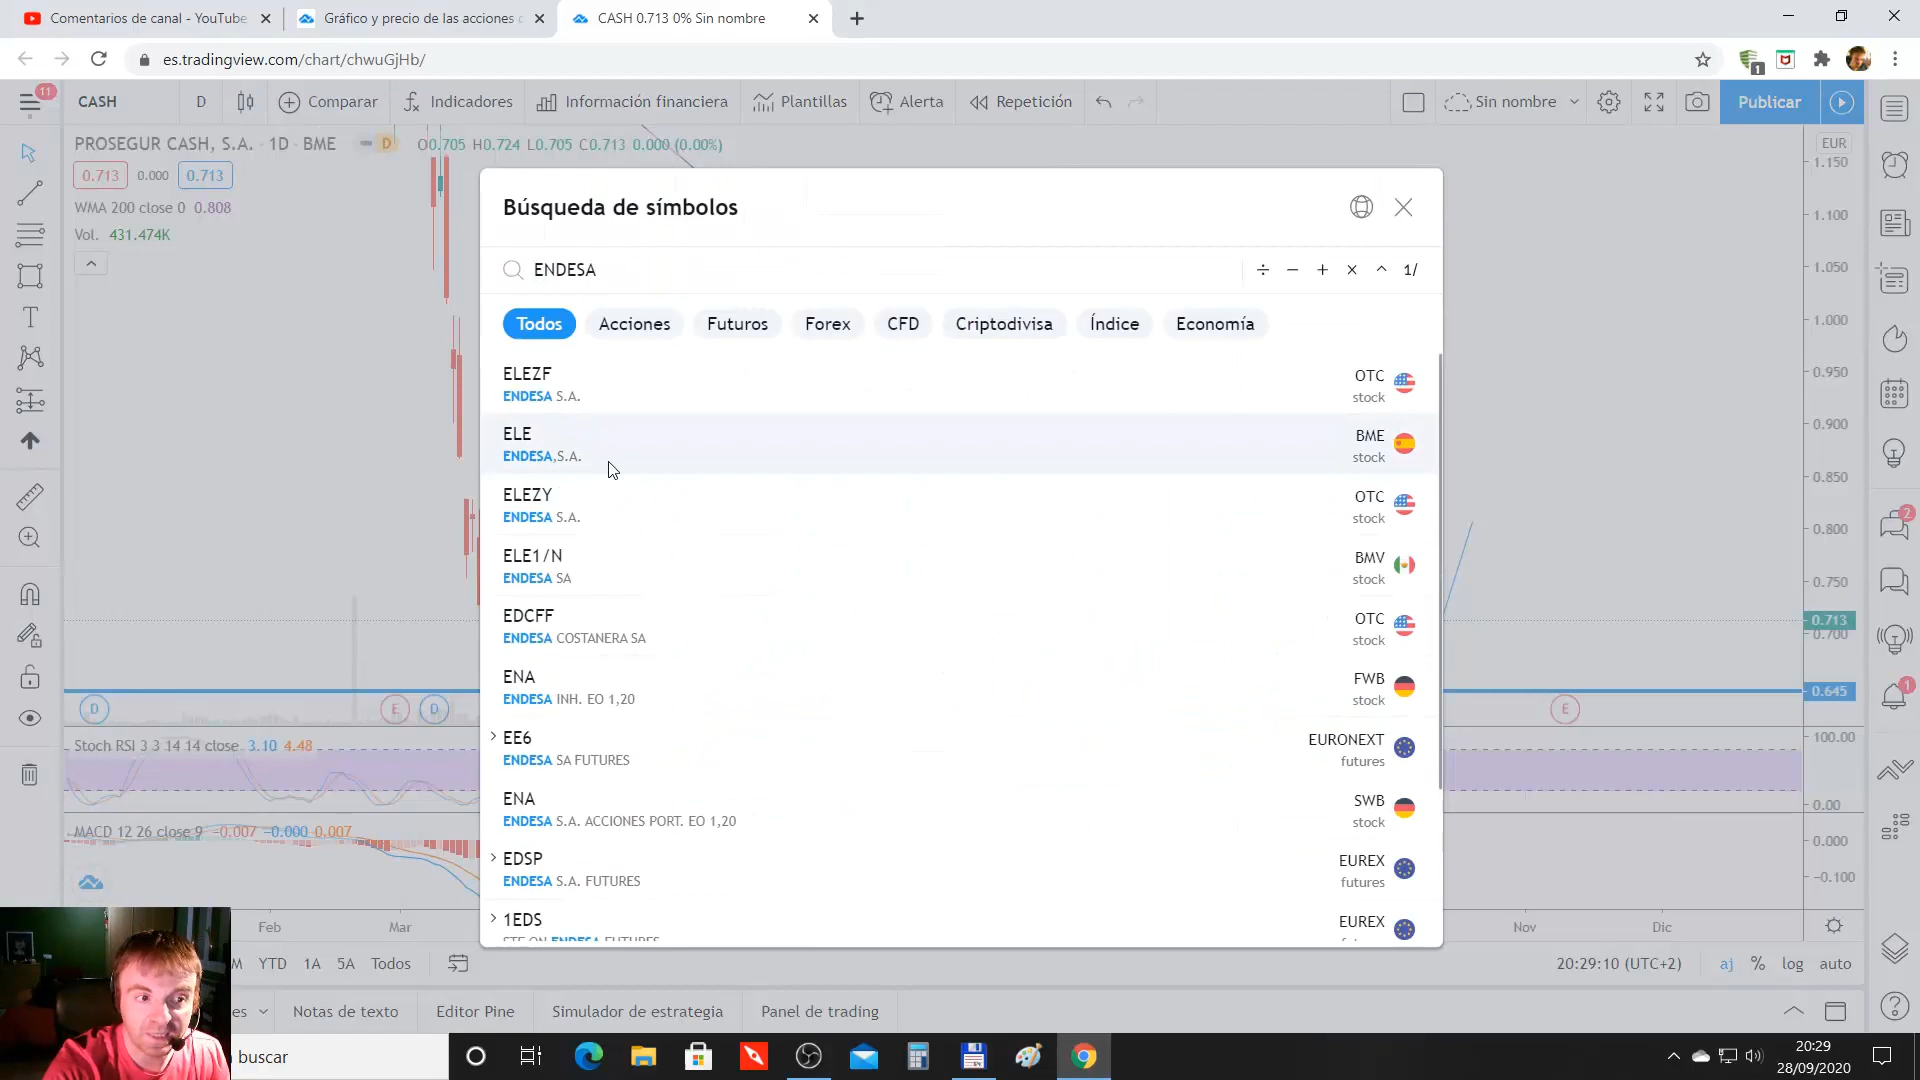 Comentarios de canal - YouTube
Gráfico y precio de las acciones
CASH 0.713 0% Sin nombre
es.tradingview.com/chart/chwuGjHb/
1
11
CASH
D
Comparar
Indicadores
Información financiera
Plantillas
Alerta
Repetición
Sin nombre
Publicar
PROSEGUR CASH, S.A. · 1D · BME
D
O0.705 H0.724 L0.705 C0.713 0.000 (0.00%)
EUR
0.713
0.000
0.713
WMA 200 close 0 0.808
Vol. 431.474K
Búsqueda de símbolos
ENDESA
÷ − + × ^ 1/
Todos
Acciones
Futuros
Forex
CFD
Criptodivisa
Índice
Economía
ELEZF
ENDESA S.A.
OTC
stock
ELE
ENDESA,S.A.
BME
stock
ELEZY
ENDESA S.A.
OTC
stock
ELE1/N
ENDESA SA
BMV
stock
EDCFF
ENDESA COSTANERA SA
OTC
stock
ENA
ENDESA INH. EO 1,20
FWB
stock
EE6
ENDESA SA FUTURES
EURONEXT
futures
ENA
ENDESA S.A. ACCIONES PORT. EO 1,20
SWB
stock
EDSP
ENDESA S.A. FUTURES
EUREX
futures
1EDS
EUREX
1.150
1.100
1.050
1.000
0.950
0.900
0.850
0.800
0.750
0.713
0.700
0.645
D
E
D
E
Stoch RSI 3 3 14 14 close 3.10 4.48
100.00
0.00
MACD 12 26 close 9 −0.007 −0.000 0.007
0.000
−0.100
2
1
Feb
Mar
Nov
Dic
M
YTD
1A
5A
Todos
20:29:10 (UTC+2)
aj
%
log
auto
es
Notas de texto
Editor Pine
Simulador de estrategia
Panel de trading
buscar
20:29
28/09/2020